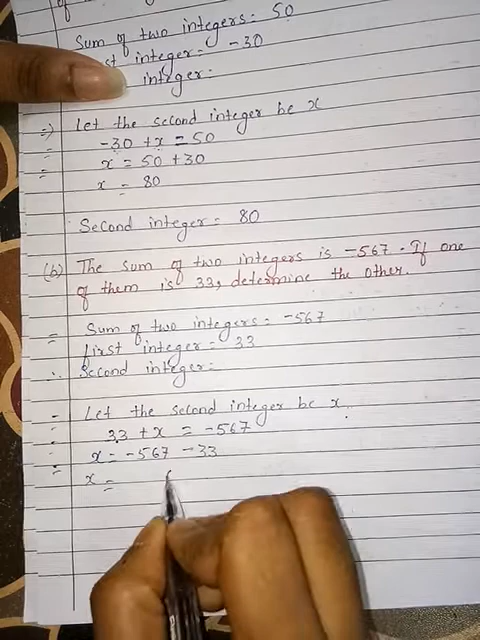 Sum of two integers = 50
integer = -30
integer:
=) Let the second integer be x
-30 + x = 50
x = 50 + 30
x = 80
Second integer = 80
(b) The sum of two integers is -567. If one
of them is 33, determine the other.
= Sum of two integers = -567
first integer = 33
∴ Second integer:
Let the second integer be x.
33 + x = -567
x = -567 - 33
x =